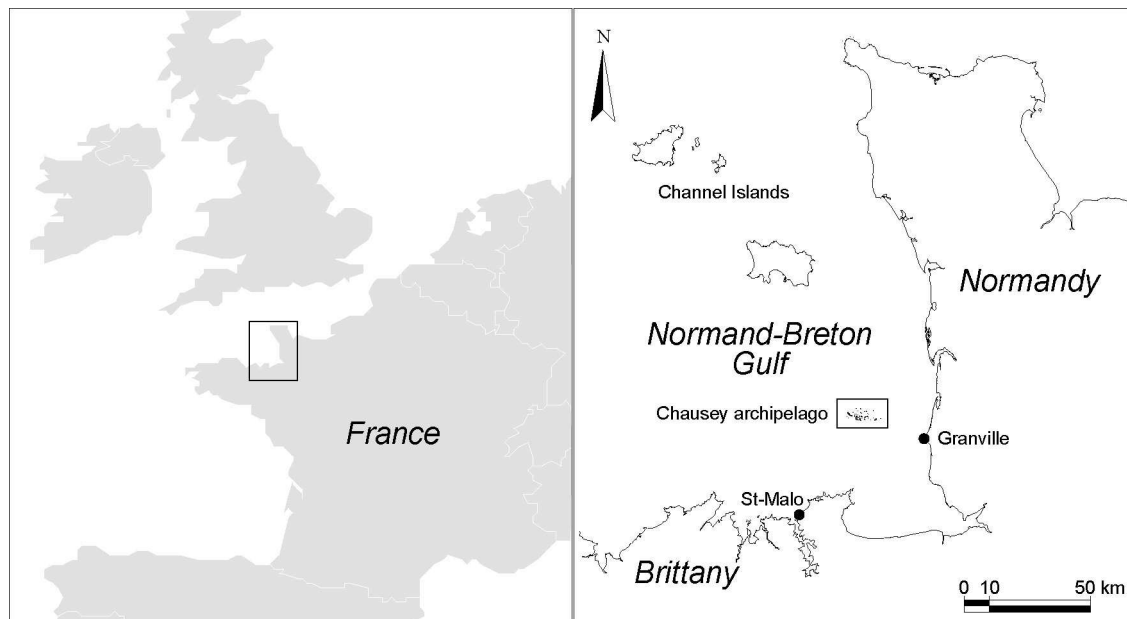 France
N
Channel Islands
Normandy
Normand-Breton
Gulf
Chausey archipelago
Granville
St-Malo
Brittany
0 10 50 km